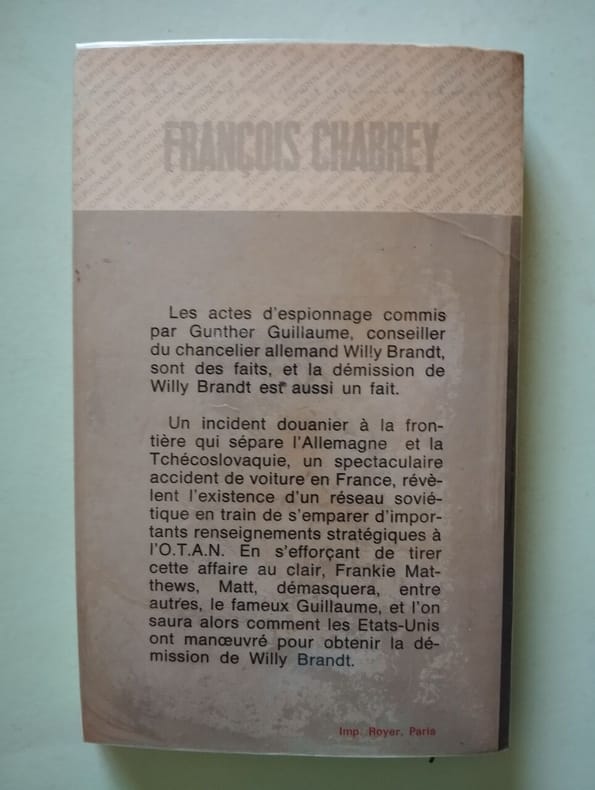 FRANÇOIS CHABREY
Les actes d'espionnage commis
par Gunther Guillaume, conseiller
du chancelier allemand Willy Brandt,
sont des faits, et la démission de
Willy Brandt est aussi un fait.
Un incident douanier à la fron-
tière qui sépare l'Allemagne et la
Tchécoslovaquie, un spectaculaire
accident de voiture en France, révè-
lent l'existence d'un réseau sovié-
tique en train de s'emparer d'impor-
tants renseignements stratégiques à
l'O.T.A.N. En s'efforçant de tirer
cette affaire au clair, Frankie Mat-
thews, Matt, démasquera, entre
autres, le fameux Guillaume, et l'on
saura alors comment les Etats-Unis
ont manœuvré pour obtenir la dé-
mission de Willy Brandt.
Imp. Royer, Paris